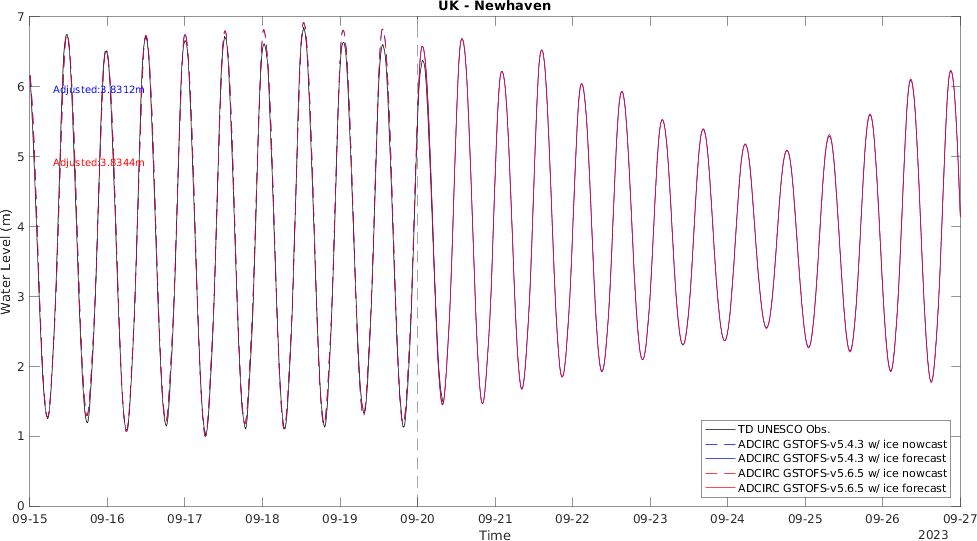 UK - Newhaven
7
6
5
4
3
2
1
0
Water Level (m)
Adjusted:3.8312m
Adjusted:3.8344m
TD UNESCO Obs.
ADCIRC GSTOFS-v5.4.3 w/ ice nowcast
ADCIRC GSTOFS-v5.4.3 w/ ice forecast
ADCIRC GSTOFS-v5.6.5 w/ ice nowcast
ADCIRC GSTOFS-v5.6.5 w/ ice forecast
09-15 09-16 09-17 09-18 09-19 09-20 09-21 09-22 09-23 09-24 09-25 09-26 09-27
Time
2023